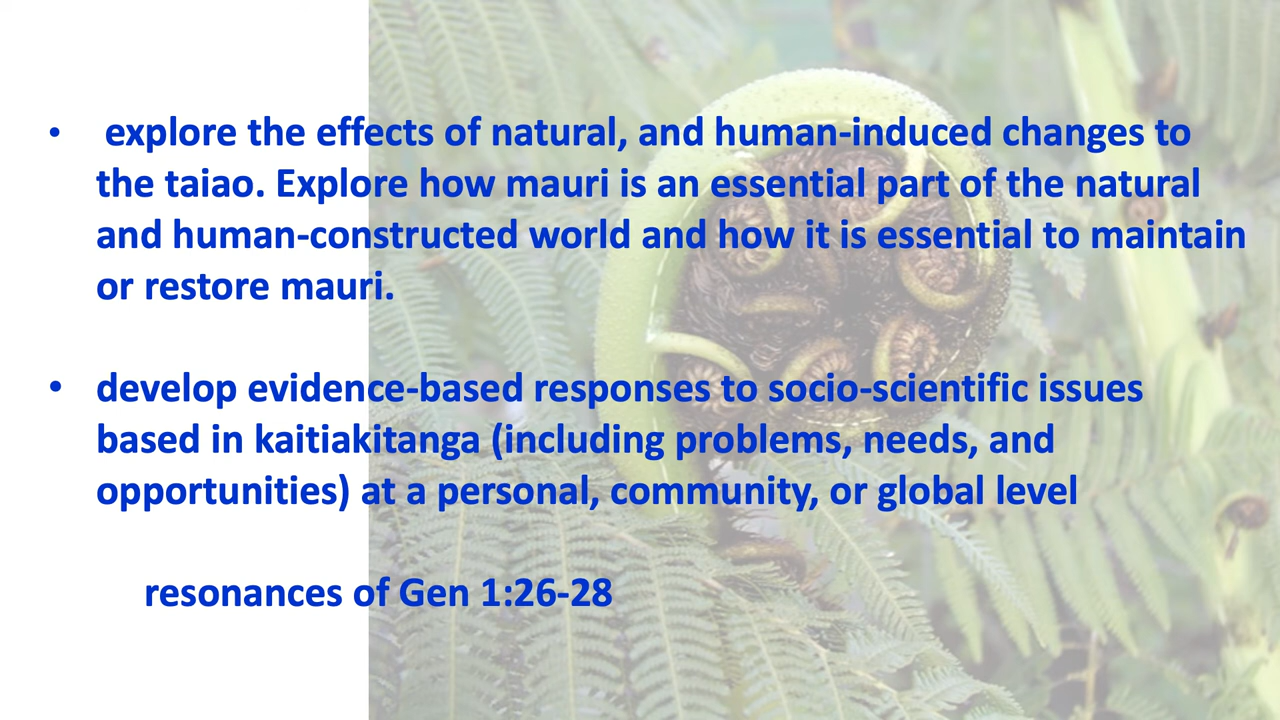 • explore the effects of natural, and human-induced changes to
the taiao. Explore how mauri is an essential part of the natural
and human-constructed world and how it is essential to maintain
or restore mauri.
• develop evidence-based responses to socio-scientific issues
based in kaitiakitanga (including problems, needs, and
opportunities) at a personal, community, or global level
resonances of Gen 1:26-28